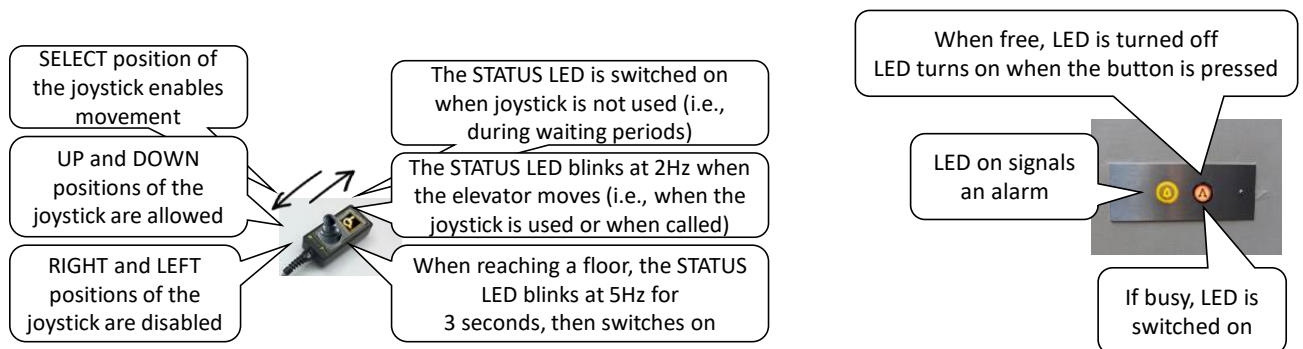 SELECT position of
the joystick enables
movement
UP and DOWN
positions of the
joystick are allowed
RIGHT and LEFT
positions of the
joystick are disabled
The STATUS LED is switched on
when joystick is not used (i.e.,
during waiting periods)
The STATUS LED blinks at 2Hz when
the elevator moves (i.e., when the
joystick is used or when called)
When reaching a floor, the STATUS
LED blinks at 5Hz for
3 seconds, then switches on
When free, LED is turned off
LED turns on when the button is pressed
LED on signals
an alarm
If busy, LED is
switched on